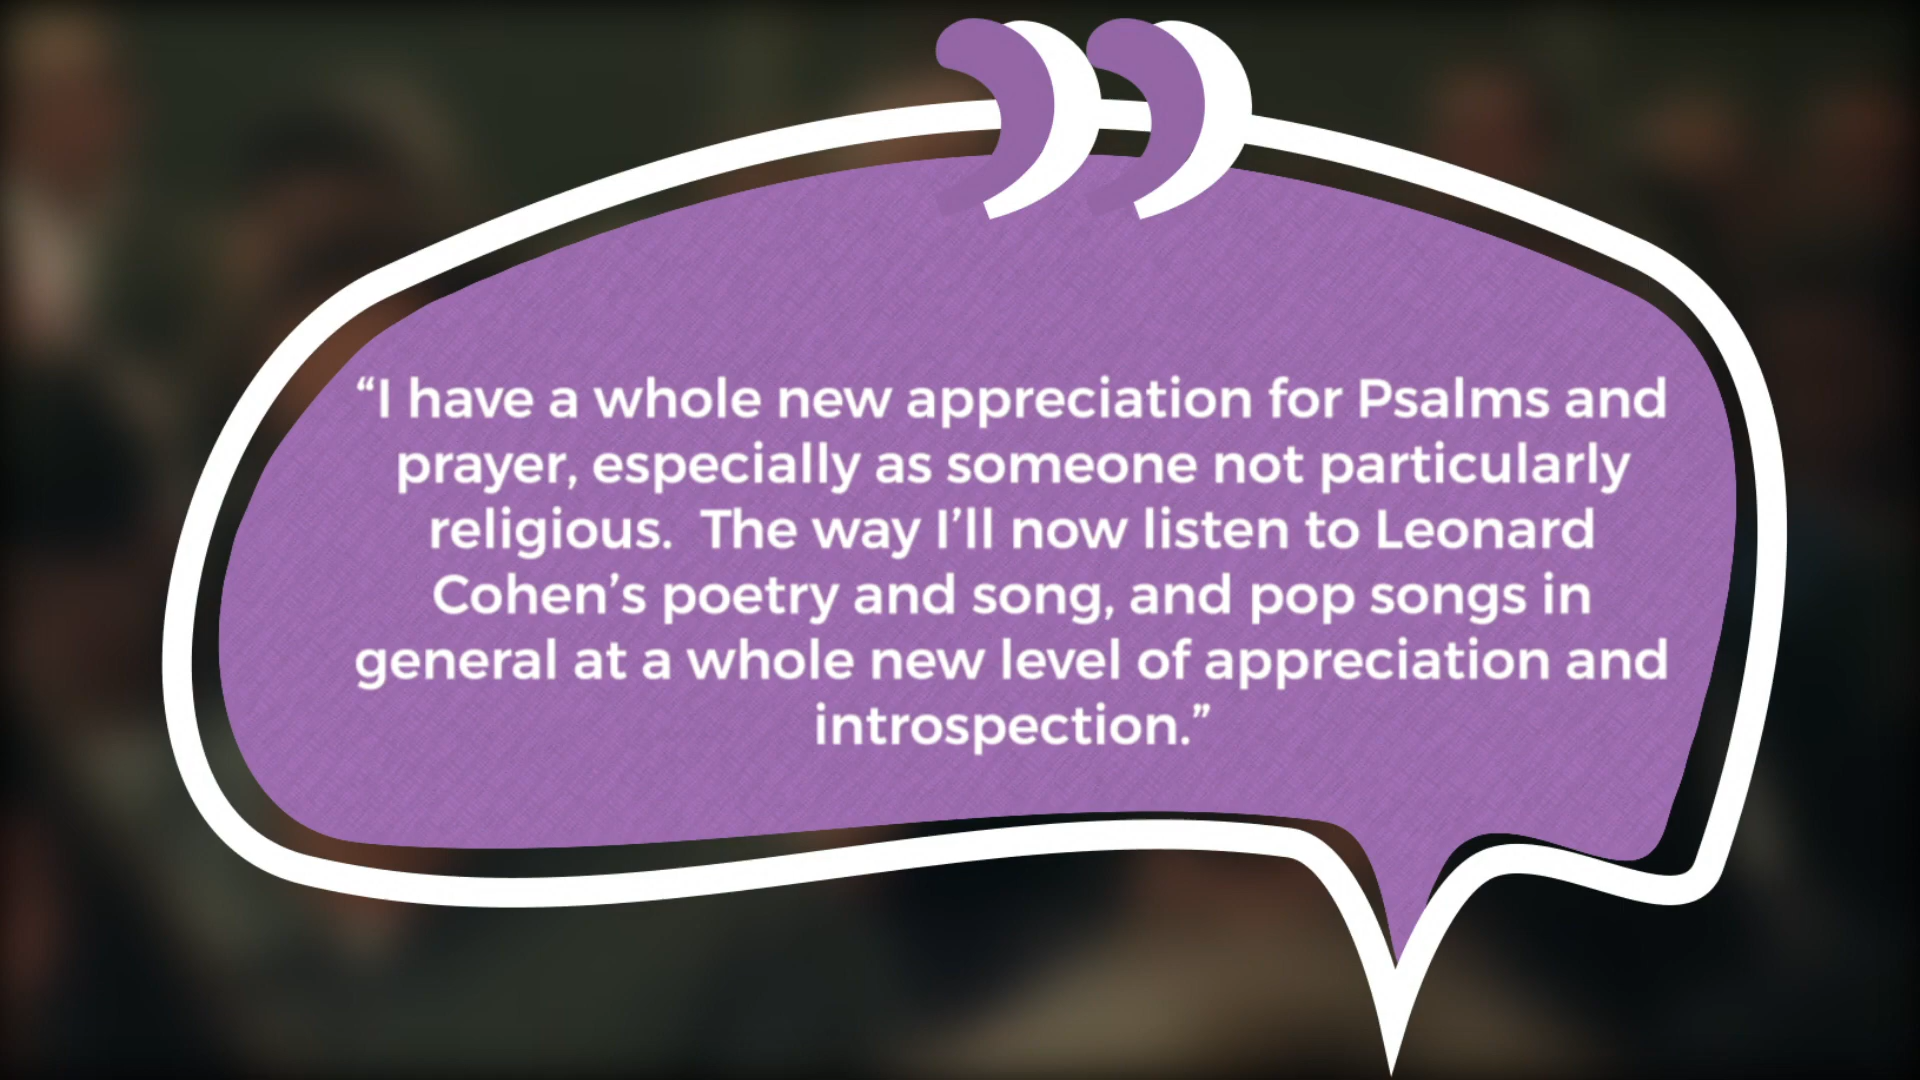 “I have a whole new appreciation for Psalms and
prayer, especially as someone not particularly
religious.  The way I’ll now listen to Leonard
Cohen’s poetry and song, and pop songs in
general at a whole new level of appreciation and
introspection.”